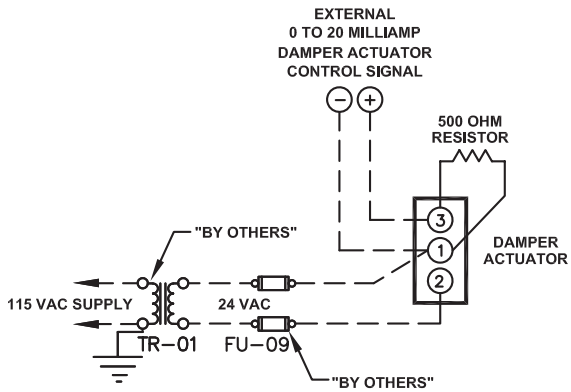 EXTERNAL
0 TO 20 MILLIAMP
DAMPER ACTUATOR
CONTROL SIGNAL
− +
500 OHM
RESISTOR
3
1
2
DAMPER
ACTUATOR
"BY OTHERS"
115 VAC SUPPLY
24 VAC
TR-01
FU-09
"BY OTHERS"